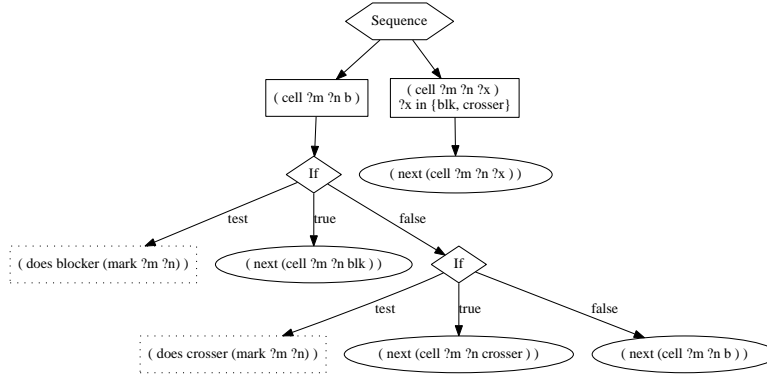 Sequence
( cell ?m ?n b )
( cell ?m ?n ?x )
?x in {blk, crosser}
If
( next (cell ?m ?n ?x ) )
test
true
false
( does blocker (mark ?m ?n) )
( next (cell ?m ?n blk ) )
If
test
true
false
( does crosser (mark ?m ?n) )
( next (cell ?m ?n crosser ) )
( next (cell ?m ?n b ) )